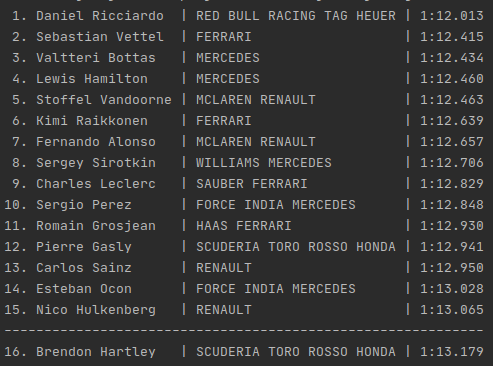 1. Daniel Ricciardo | RED BULL RACING TAG HEUER | 1:12.013
2. Sebastian Vettel | FERRARI | 1:12.415
3. Valtteri Bottas | MERCEDES | 1:12.434
4. Lewis Hamilton | MERCEDES | 1:12.460
5. Stoffel Vandoorne | MCLAREN RENAULT | 1:12.463
6. Kimi Raikkonen | FERRARI | 1:12.639
7. Fernando Alonso | MCLAREN RENAULT | 1:12.657
8. Sergey Sirotkin | WILLIAMS MERCEDES | 1:12.706
9. Charles Leclerc | SAUBER FERRARI | 1:12.829
10. Sergio Perez | FORCE INDIA MERCEDES | 1:12.848
11. Romain Grosjean | HAAS FERRARI | 1:12.930
12. Pierre Gasly | SCUDERIA TORO ROSSO HONDA | 1:12.941
13. Carlos Sainz | RENAULT | 1:12.950
14. Esteban Ocon | FORCE INDIA MERCEDES | 1:13.028
15. Nico Hulkenberg | RENAULT | 1:13.065
------------------------------------------------------------
16. Brendon Hartley | SCUDERIA TORO ROSSO HONDA | 1:13.179